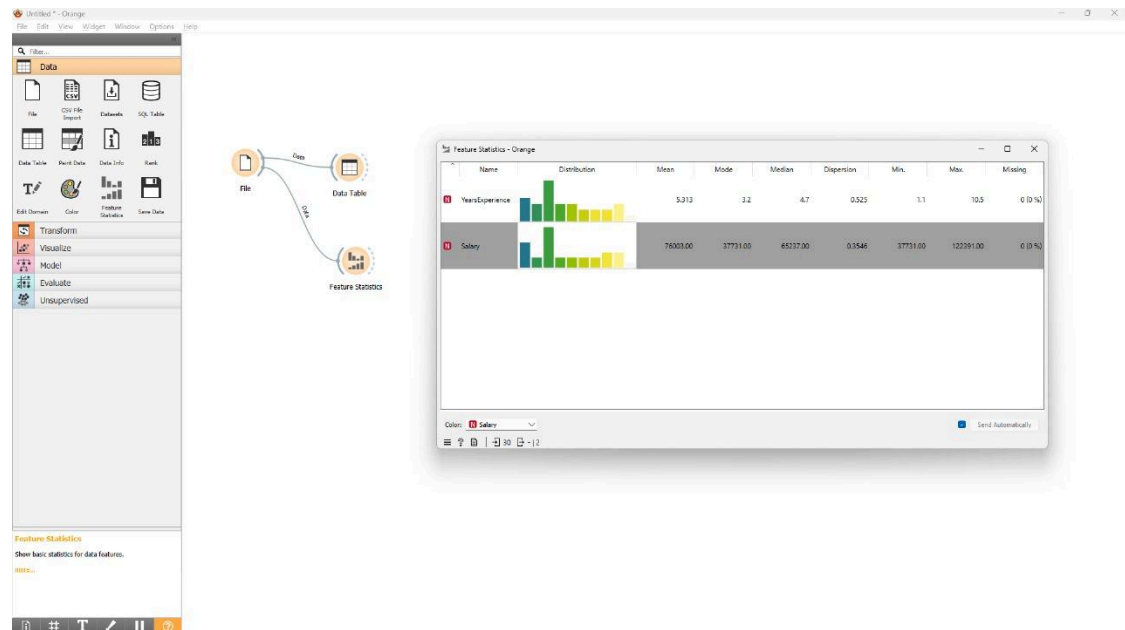 Untitled * - Orange
File Edit View Widget Window Options Help
Filter...
Data
File
CSV File Import
Datasets
SQL Table
Data Table
Paint Data
Data Info
Rank
Edit Domain
Color
Feature Statistics
Save Data
Transform
Visualize
Model
Evaluate
Unsupervised
Data
File
Data Table
Data
Feature Statistics
Feature Statistics - Orange
Name Distribution Mean Mode Median Dispersion Min. Max. Missing
N YearsExperience 5.313 3.2 4.7 0.525 1.1 10.5 0 (0 %)
N Salary 76003.00 37731.00 65237.00 0.3546 37731.00 122391.00 0 (0 %)
Color: N Salary
Send Automatically
30 - | 2
Feature Statistics
Show basic statistics for data features.
more...